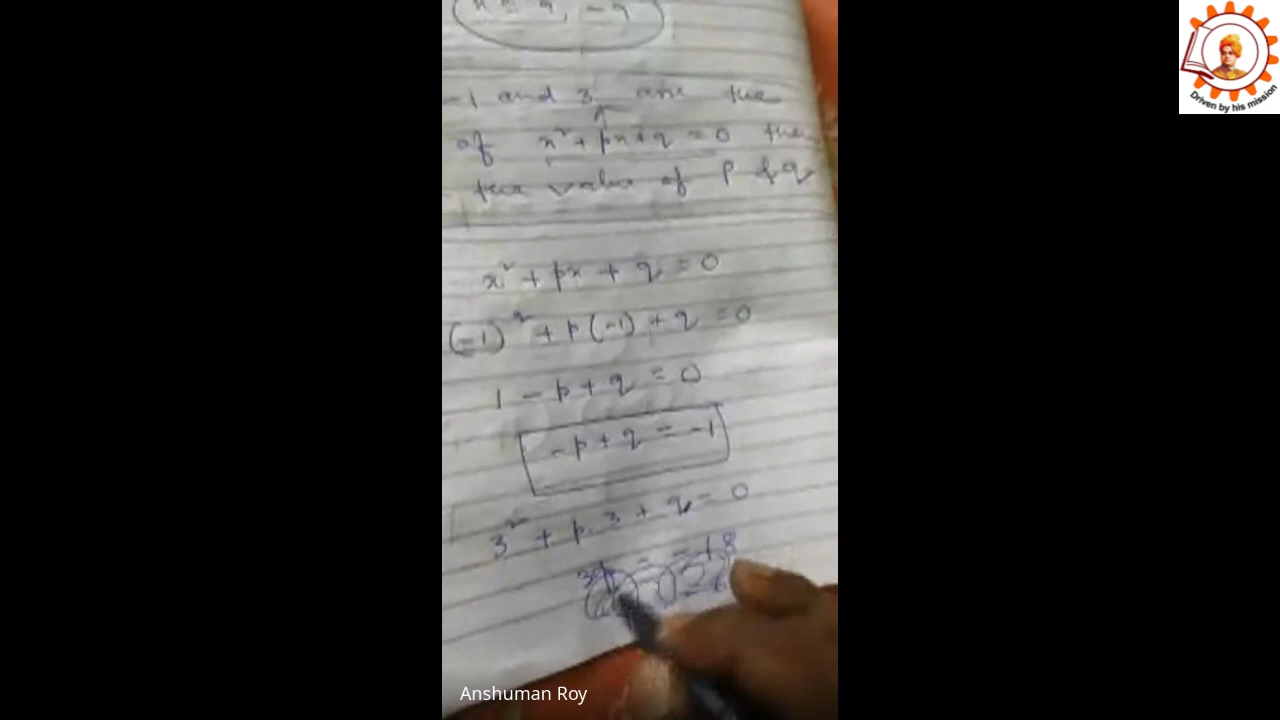 -1 and 3 are the
of x² + px + q = 0 the
the value of P & q
x² + px + q = 0
(-1)² + p(-1) + q = 0
1 - p + q = 0
-p + q = -1
3² + p.3 + q = 0
Anshuman Roy
Driven by his mission